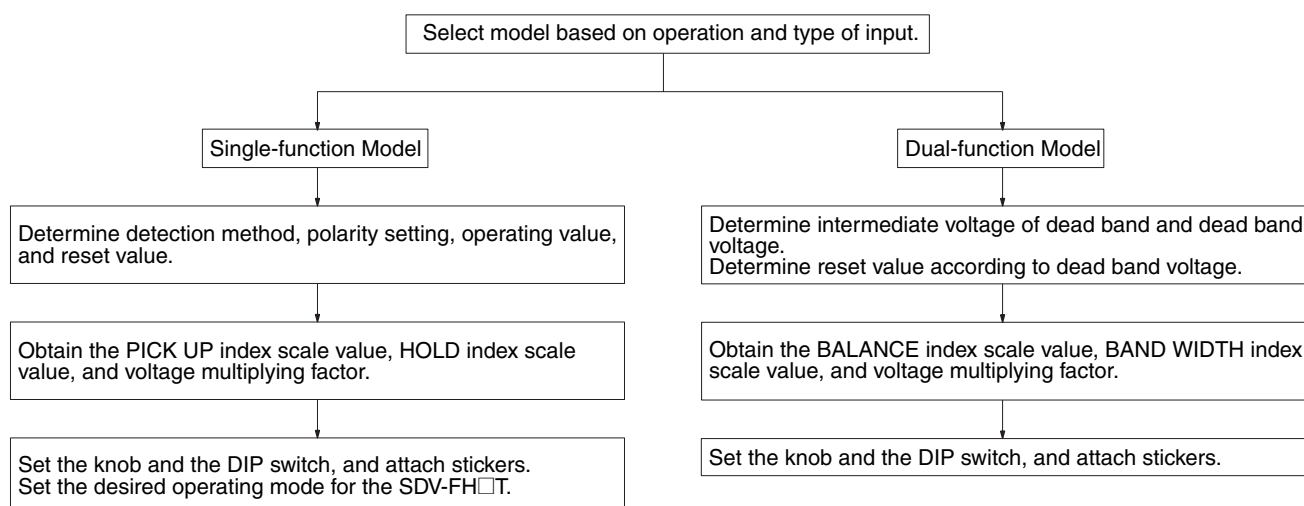 Select model based on operation and type of input.
Single-function Model
Determine detection method, polarity setting, operating value,
and reset value.
Obtain the PICK UP index scale value, HOLD index scale
value, and voltage multiplying factor.
Set the knob and the DIP switch, and attach stickers.
Set the desired operating mode for the SDV-FH□T.
Dual-function Model
Determine intermediate voltage of dead band and dead band
voltage.
Determine reset value according to dead band voltage.
Obtain the BALANCE index scale value, BAND WIDTH index
scale value, and voltage multiplying factor.
Set the knob and the DIP switch, and attach stickers.